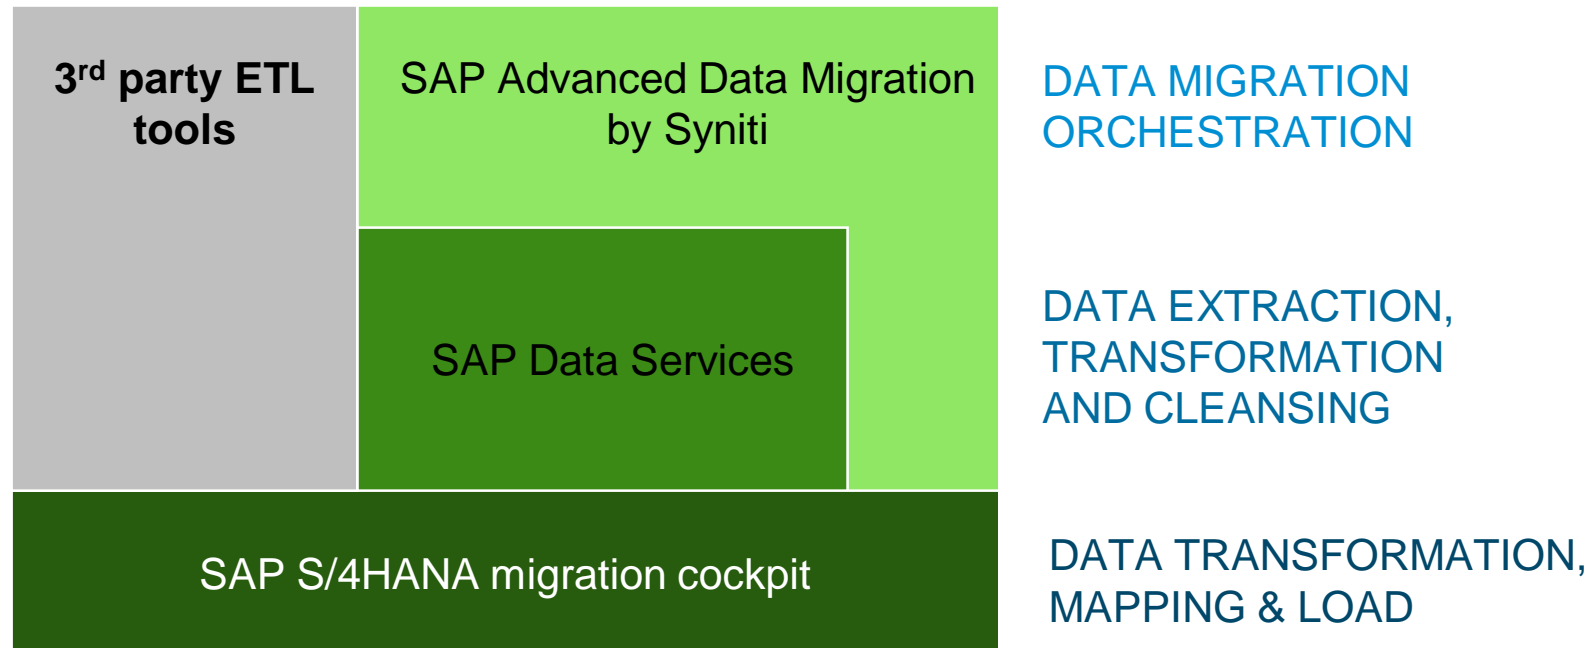 3rd party ETL
tools
SAP Advanced Data Migration
by Syniti
DATA MIGRATION
ORCHESTRATION
SAP Data Services
DATA EXTRACTION,
TRANSFORMATION
AND CLEANSING
SAP S/4HANA migration cockpit
DATA TRANSFORMATION,
MAPPING & LOAD